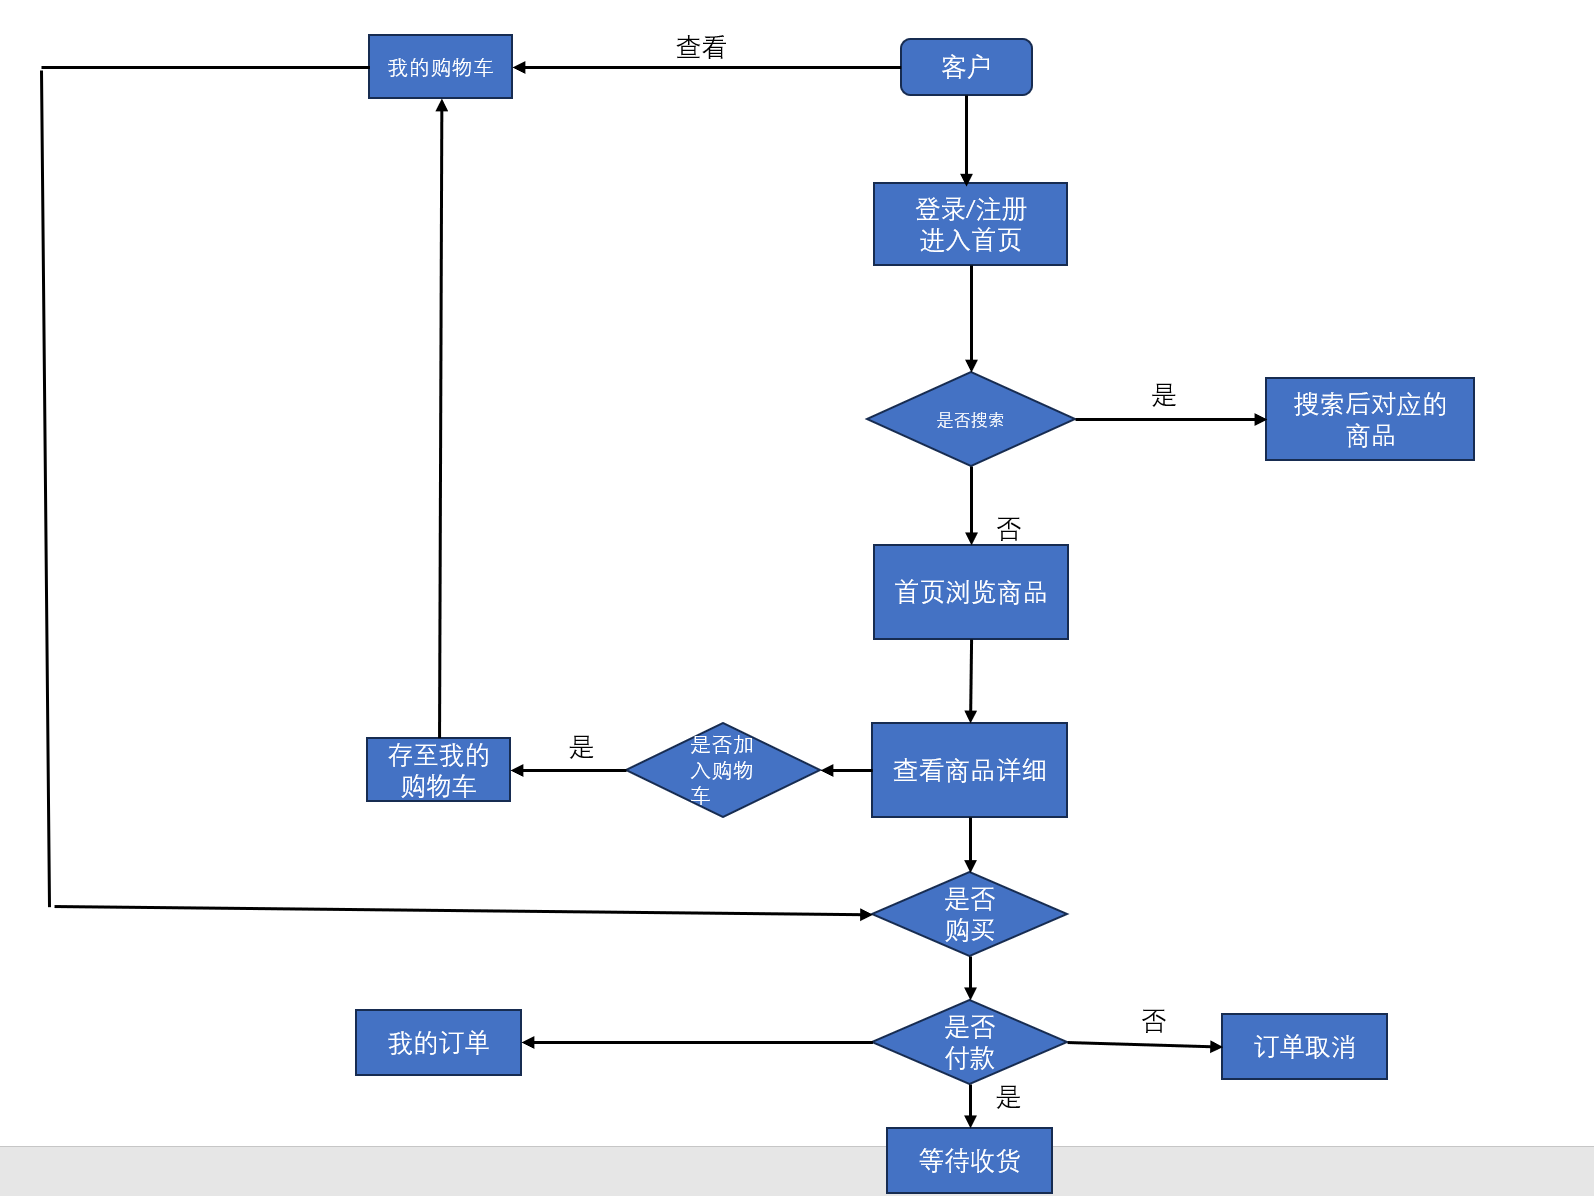 查看
我的购物车
客户
登录/注册
进入首页
是否搜索
是
搜索后对应的
商品
否
首页浏览商品
存至我的
购物车
是
是否加
入购物
车
查看商品详细
是否
购买
我的订单
是否
付款
否
订单取消
是
等待收货